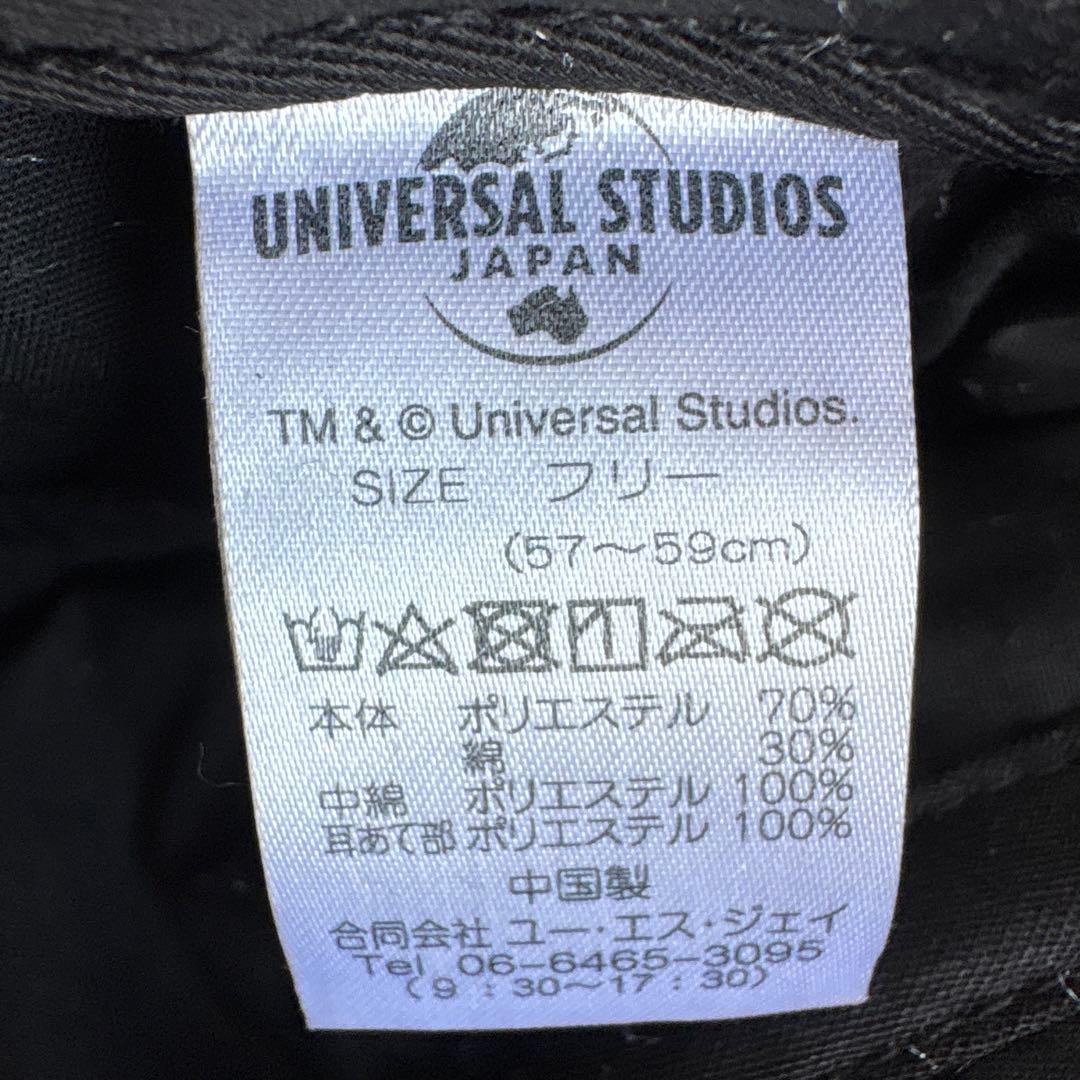 UNIVERSAL STUDIOS
JAPAN
TM & © Universal Studios.
SIZE フリー
(57～59cm)
本体 ポリエステル 70%
綿 30%
中綿 ポリエステル 100%
耳あて部 ポリエステル 100%
中国製
合同会社 ユー・エス・ジェイ
Tel 06-6465-3095
(9:30～17:30)